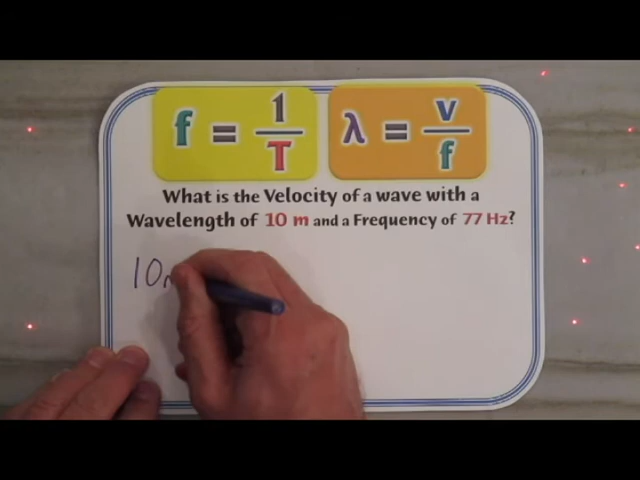 f = 1/T
λ = v/f
What is the Velocity of a wave with a
Wavelength of 10 m and a Frequency of 77 Hz?
10